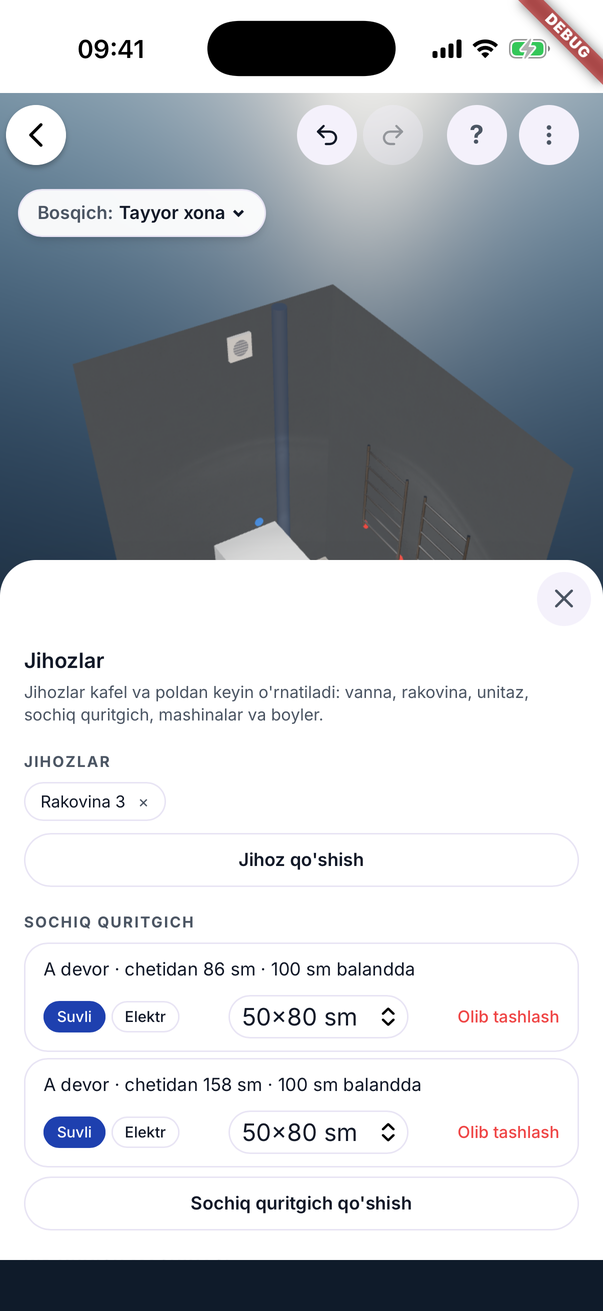 09:41
DEBUG
?
Bosqich: Tayyor xona
Jihozlar
Jihozlar kafel va poldan keyin o'rnatiladi: vanna, rakovina, unitaz,
sochiq quritgich, mashinalar va boyler.
JIHOZLAR
Rakovina 3 ×
Jihoz qo'shish
SOCHIQ QURITGICH
A devor · chetidan 86 sm · 100 sm balandda
Suvli Elektr 50×80 sm Olib tashlash
A devor · chetidan 158 sm · 100 sm balandda
Suvli Elektr 50×80 sm Olib tashlash
Sochiq quritgich qo'shish